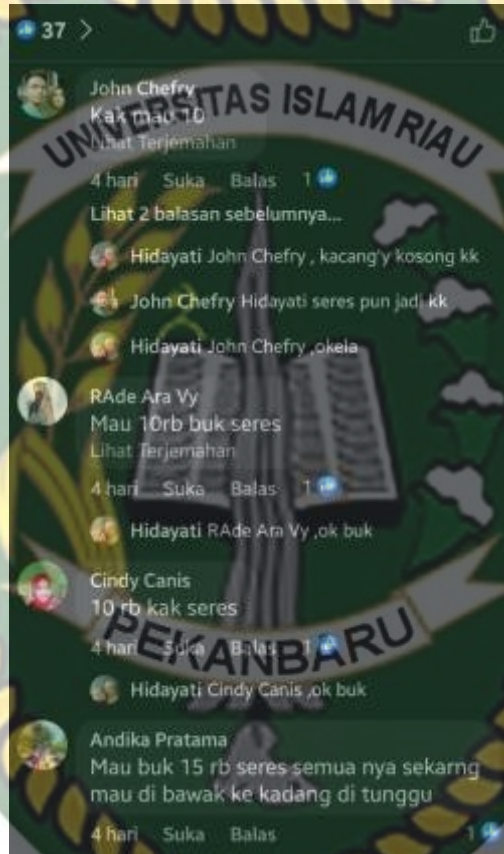 37 >
John Chefry
Kak mau 10
Lihat Terjemahan
4 hari Suka Balas 1
Lihat 2 balasan sebelumnya...
Hidayati John Chefry , kacang'y kosong kk
John Chefry Hidayati seres pun jadi kk
Hidayati John Chefry ,okela
RAde Ara Vy
Mau 10rb buk seres
Lihat Terjemahan
4 hari Suka Balas 1
Hidayati RAde Ara Vy ,ok buk
Cindy Canis
10 rb kak seres
4 hari Suka Balas 1
Hidayati Cindy Canis ,ok buk
Andika Pratama
Mau buk 15 rb seres semua nya sekarng
mau di bawak ke kadang di tunggu
4 hari Suka Balas 1
UNIVERSITAS ISLAM RIAU
PEKANBARU